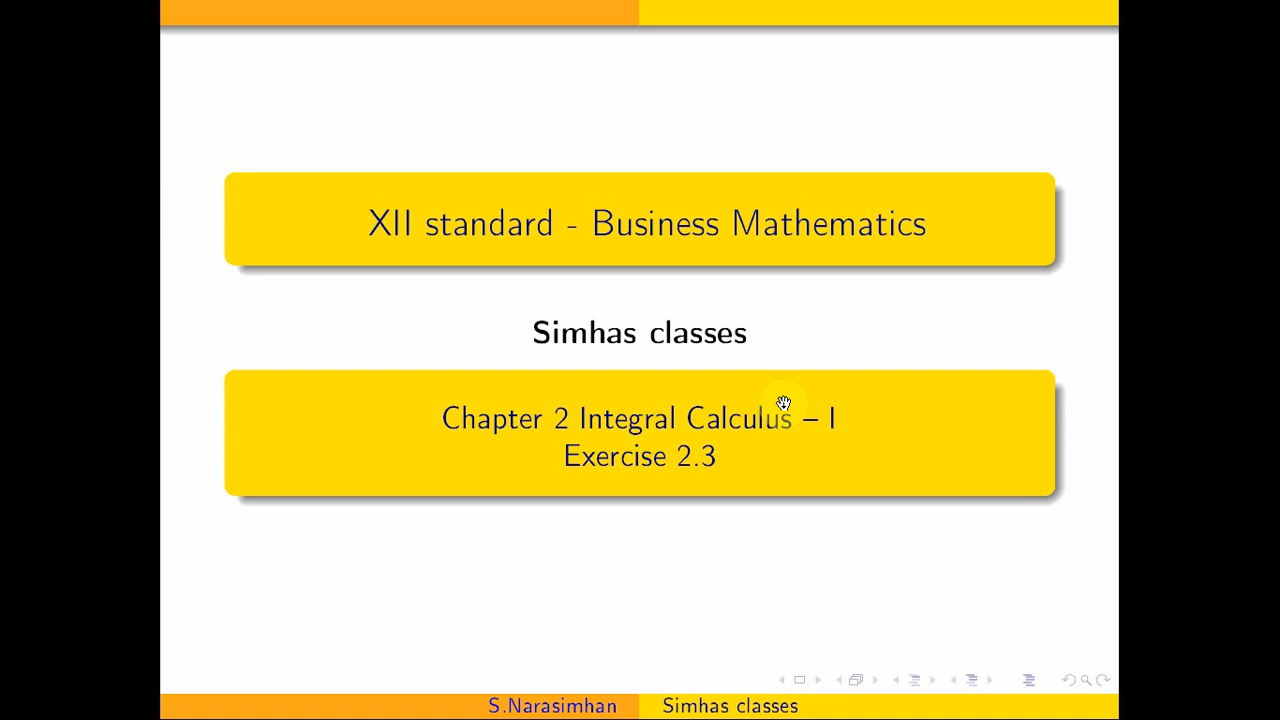 XII standard - Business Mathematics
Simhas classes
Chapter 2 Integral Calculus – I
Exercise 2.3
S.Narasimhan
Simhas classes